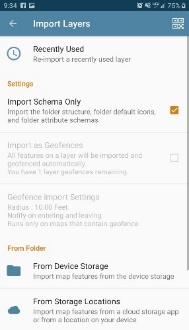 9:34
75%
Import Layers
Recently Used
Re-import a recently used layer
Settings
Import Schema Only
Import the folder structure, folder default icons,
and folder attribute schemas
Import as Geofences
All features on a layer will be imported and
geofenced automatically.
You have 1 layer geofences remaining.
Geofence Import Settings
Radius : 10.00 Feet
Notify on entering and leaving
Runs only on maps that contain geofence
From Folder
From Device Storage
Import map features from the device storage
From Storage Locations
Import map features from a cloud storage app
or from a location on your device